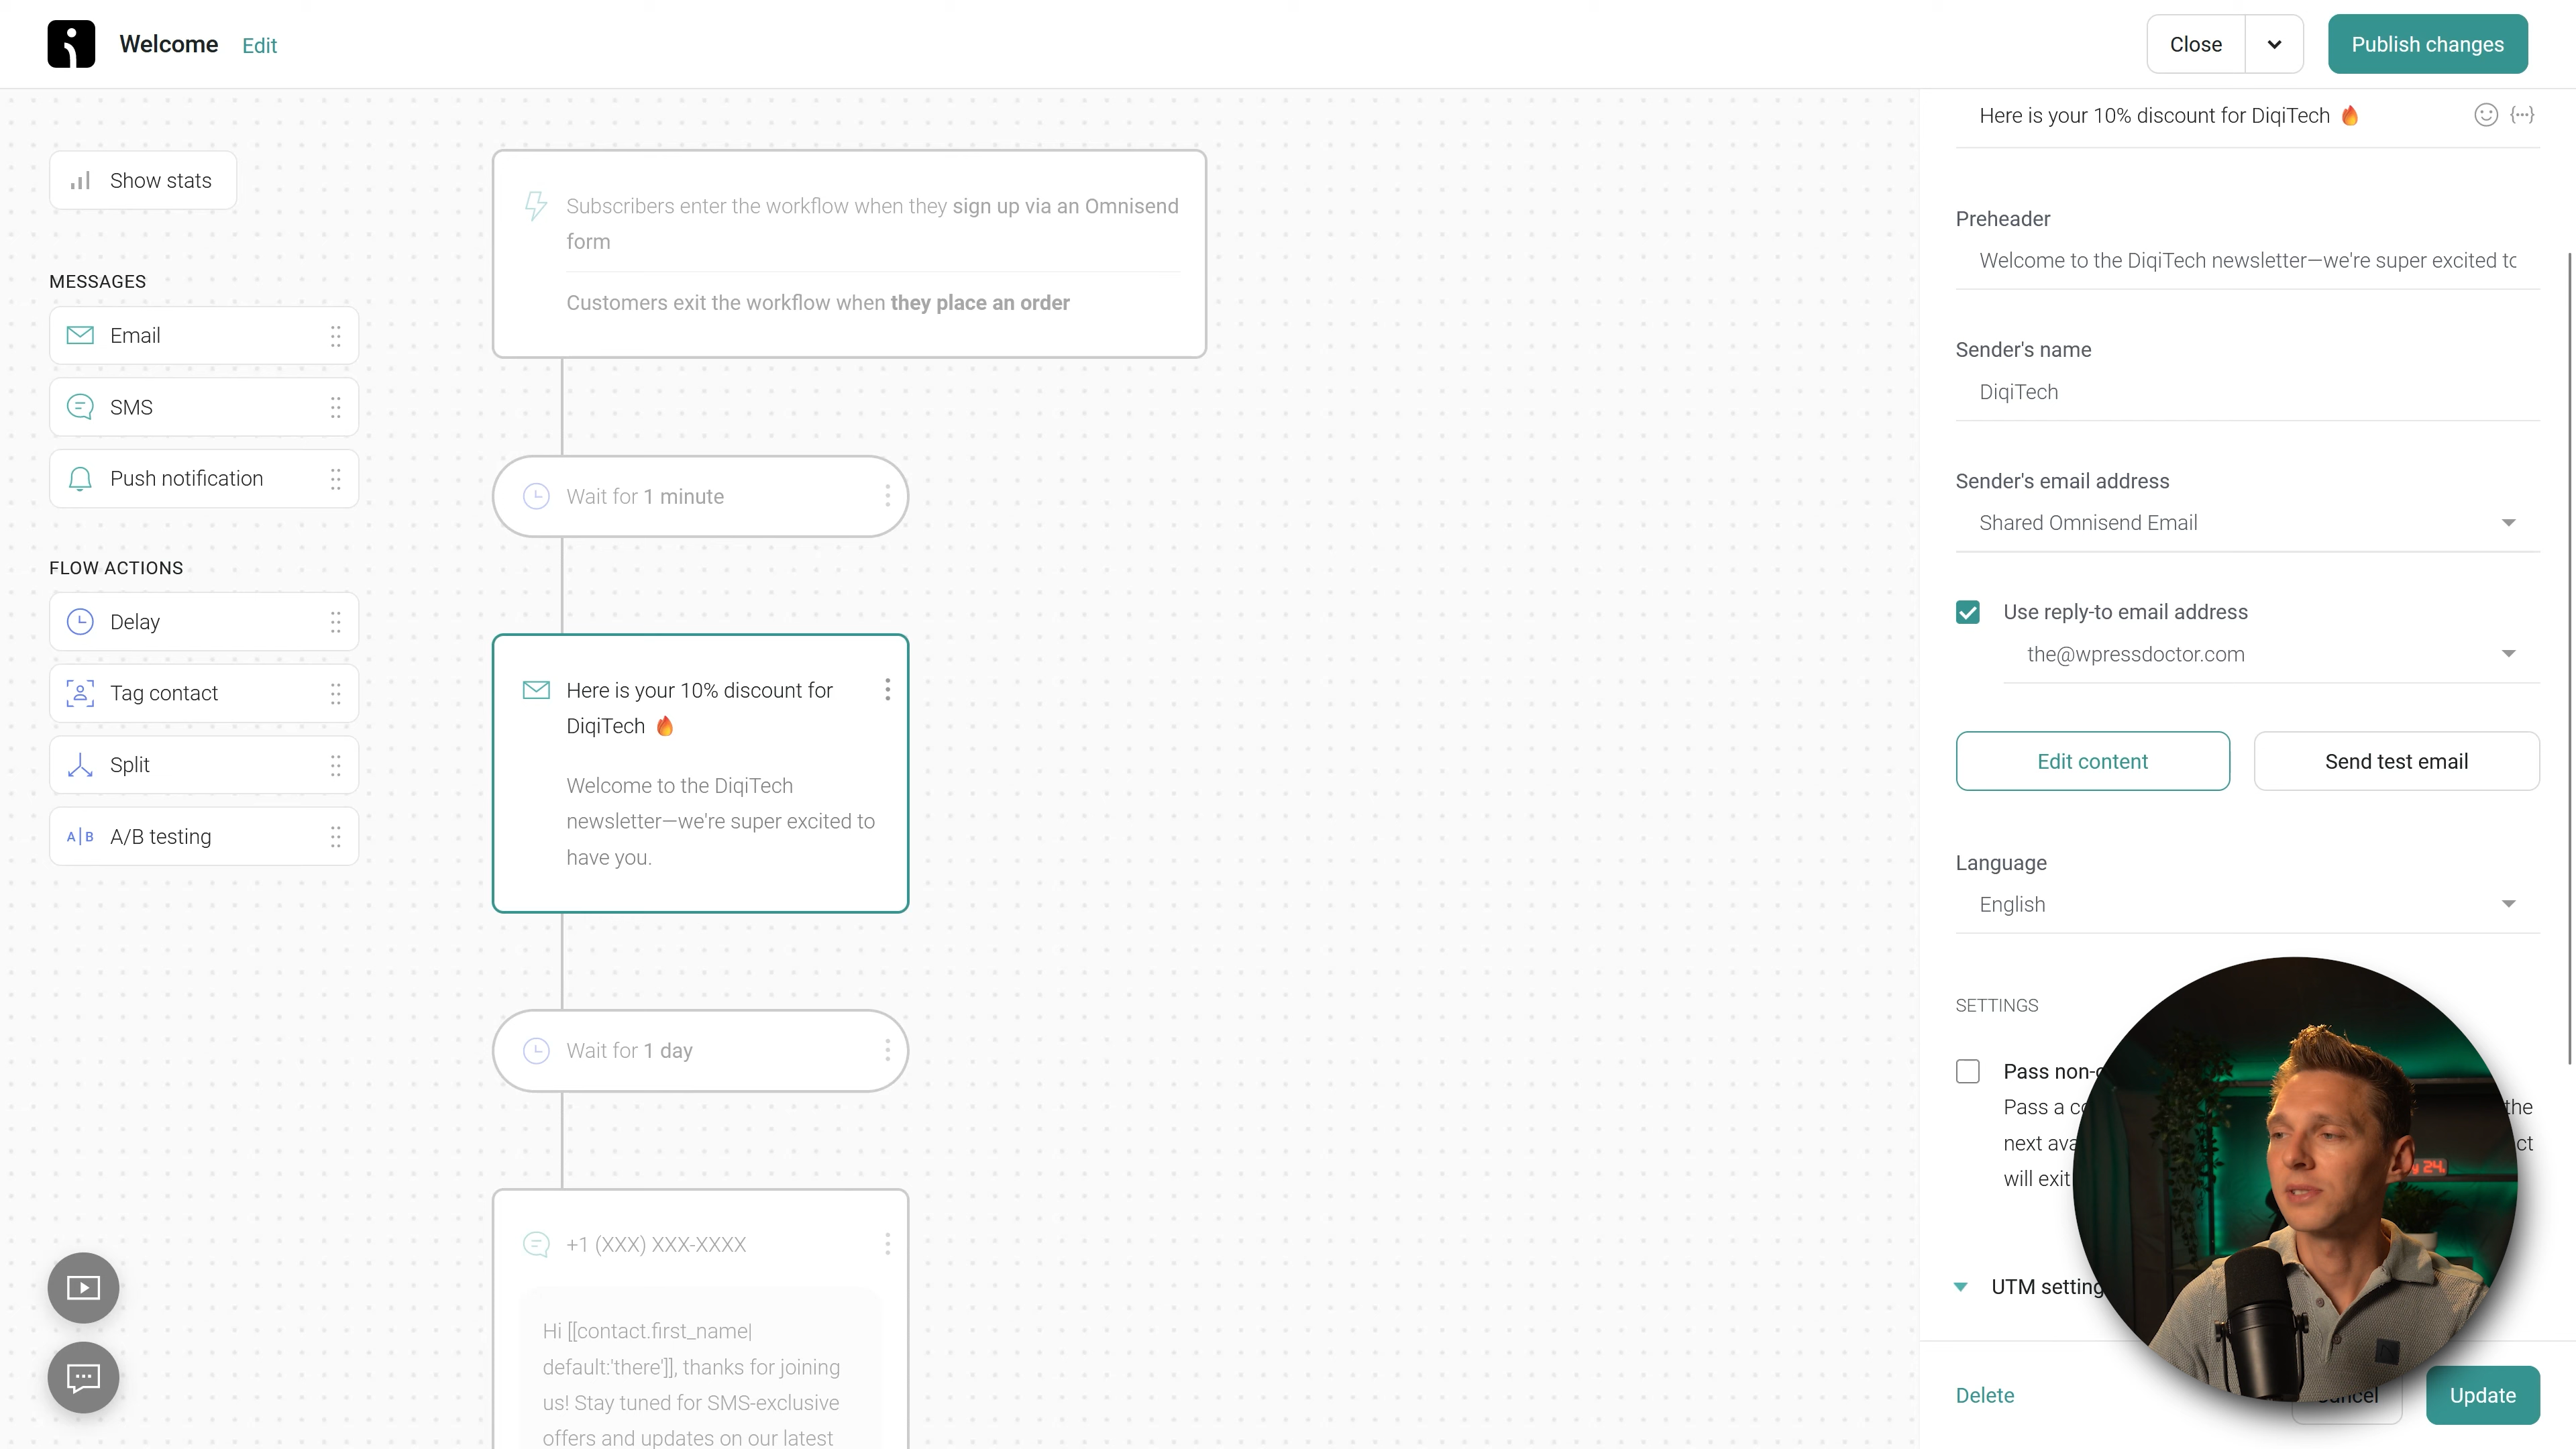 Welcome Edit
Close
Publish changes
Show stats
MESSAGES
Email
SMS
Push notification
FLOW ACTIONS
Delay
Tag contact
Split
A|B A/B testing
Subscribers enter the workflow when they sign up via an Omnisend
form
Customers exit the workflow when they place an order
Wait for 1 minute
Here is your 10% discount for
DiqiTech 🔥
Welcome to the DiqiTech
newsletter—we're super excited to
have you.
Wait for 1 day
+1 (XXX) XXX-XXXX
Hi [[contact.first_name|
default:'there']], thanks for joining
us! Stay tuned for SMS-exclusive
offers and updates on our latest
Here is your 10% discount for DiqiTech 🔥
Preheader
Welcome to the DiqiTech newsletter—we're super excited to
Sender's name
DiqiTech
Sender's email address
Shared Omnisend Email
Use reply-to email address
the@wpressdoctor.com
Edit content
Send test email
Language
English
SETTINGS
Pass non-
Pass a the
next
will exit
UTM setting
Delete
Update